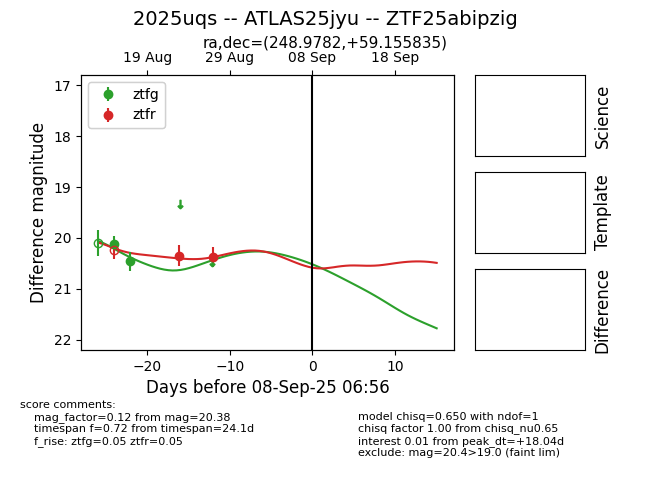 2025uqs -- ATLAS25jyu -- ZTF25abipzig
ra,dec=(248.9782,+59.155835)
19 Aug 29 Aug 08 Sep 18 Sep
ztfg
ztfr
17
18
19
20
21
22
Difference magnitude
−20 −10 0 10
Days before 08-Sep-25 06:56
Science
Template
Difference
score comments:
mag_factor=0.12 from mag=20.38
timespan f=0.72 from timespan=24.1d
f_rise: ztfg=0.05 ztfr=0.05
model chisq=0.650 with ndof=1
chisq factor 1.00 from chisq_nu0.65
interest 0.01 from peak_dt=+18.04d
exclude: mag=20.4>19.0 (faint lim)